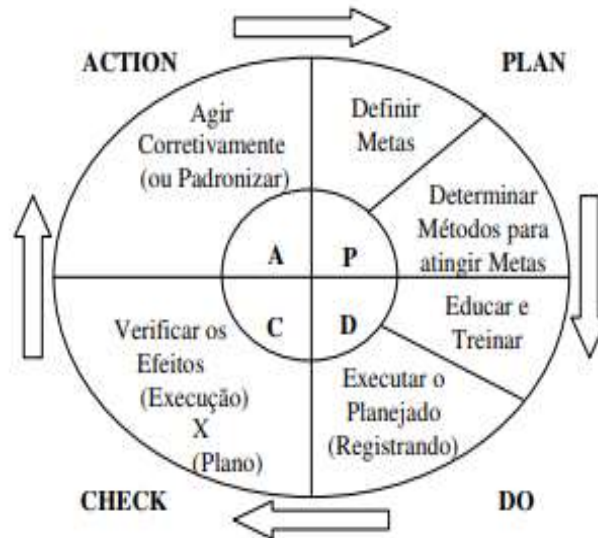 ACTION
PLAN
Agir
Corretivamente
(ou Padronizar)
Definir
Metas
Determinar
Métodos para
atingir Metas
A
P
C
D
Educar e
Treinar
Verificar os
Efeitos
(Execução)
X
(Plano)
Executar o
Planejado
(Registrando)
CHECK
DO